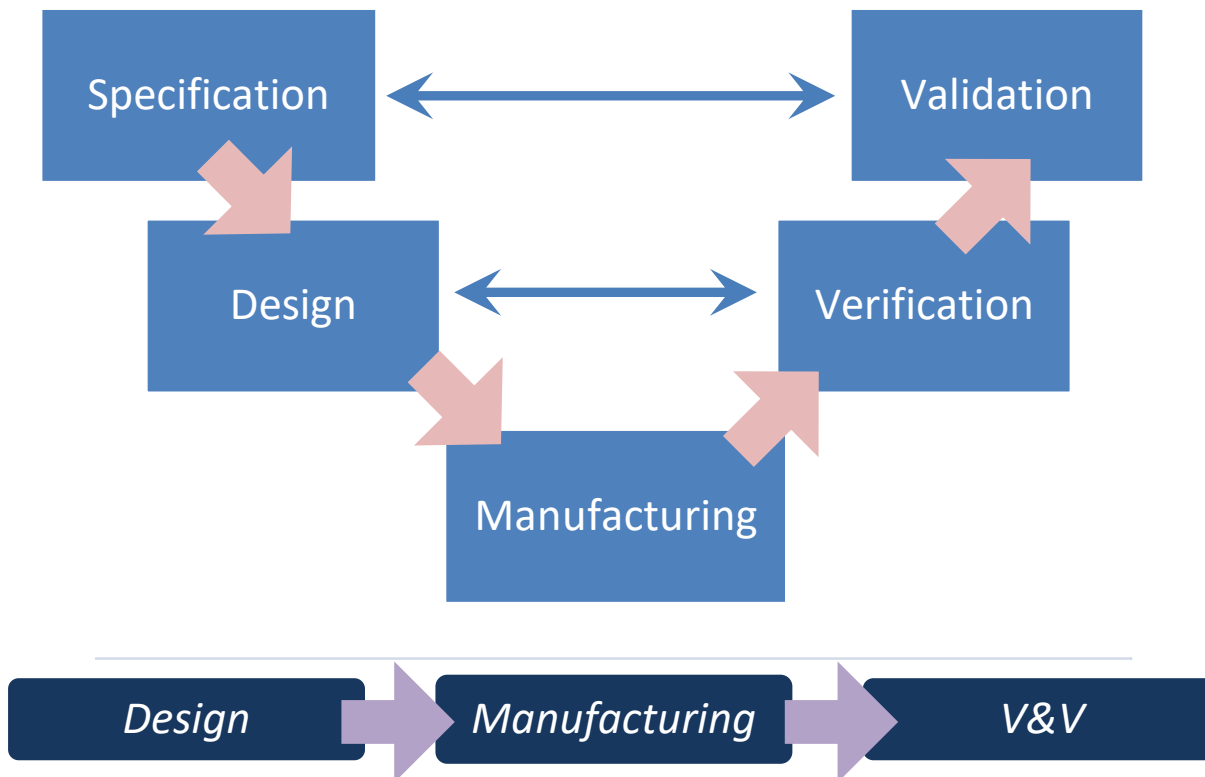 Specification
Validation
Design
Verification
Manufacturing
Design
Manufacturing
V&V